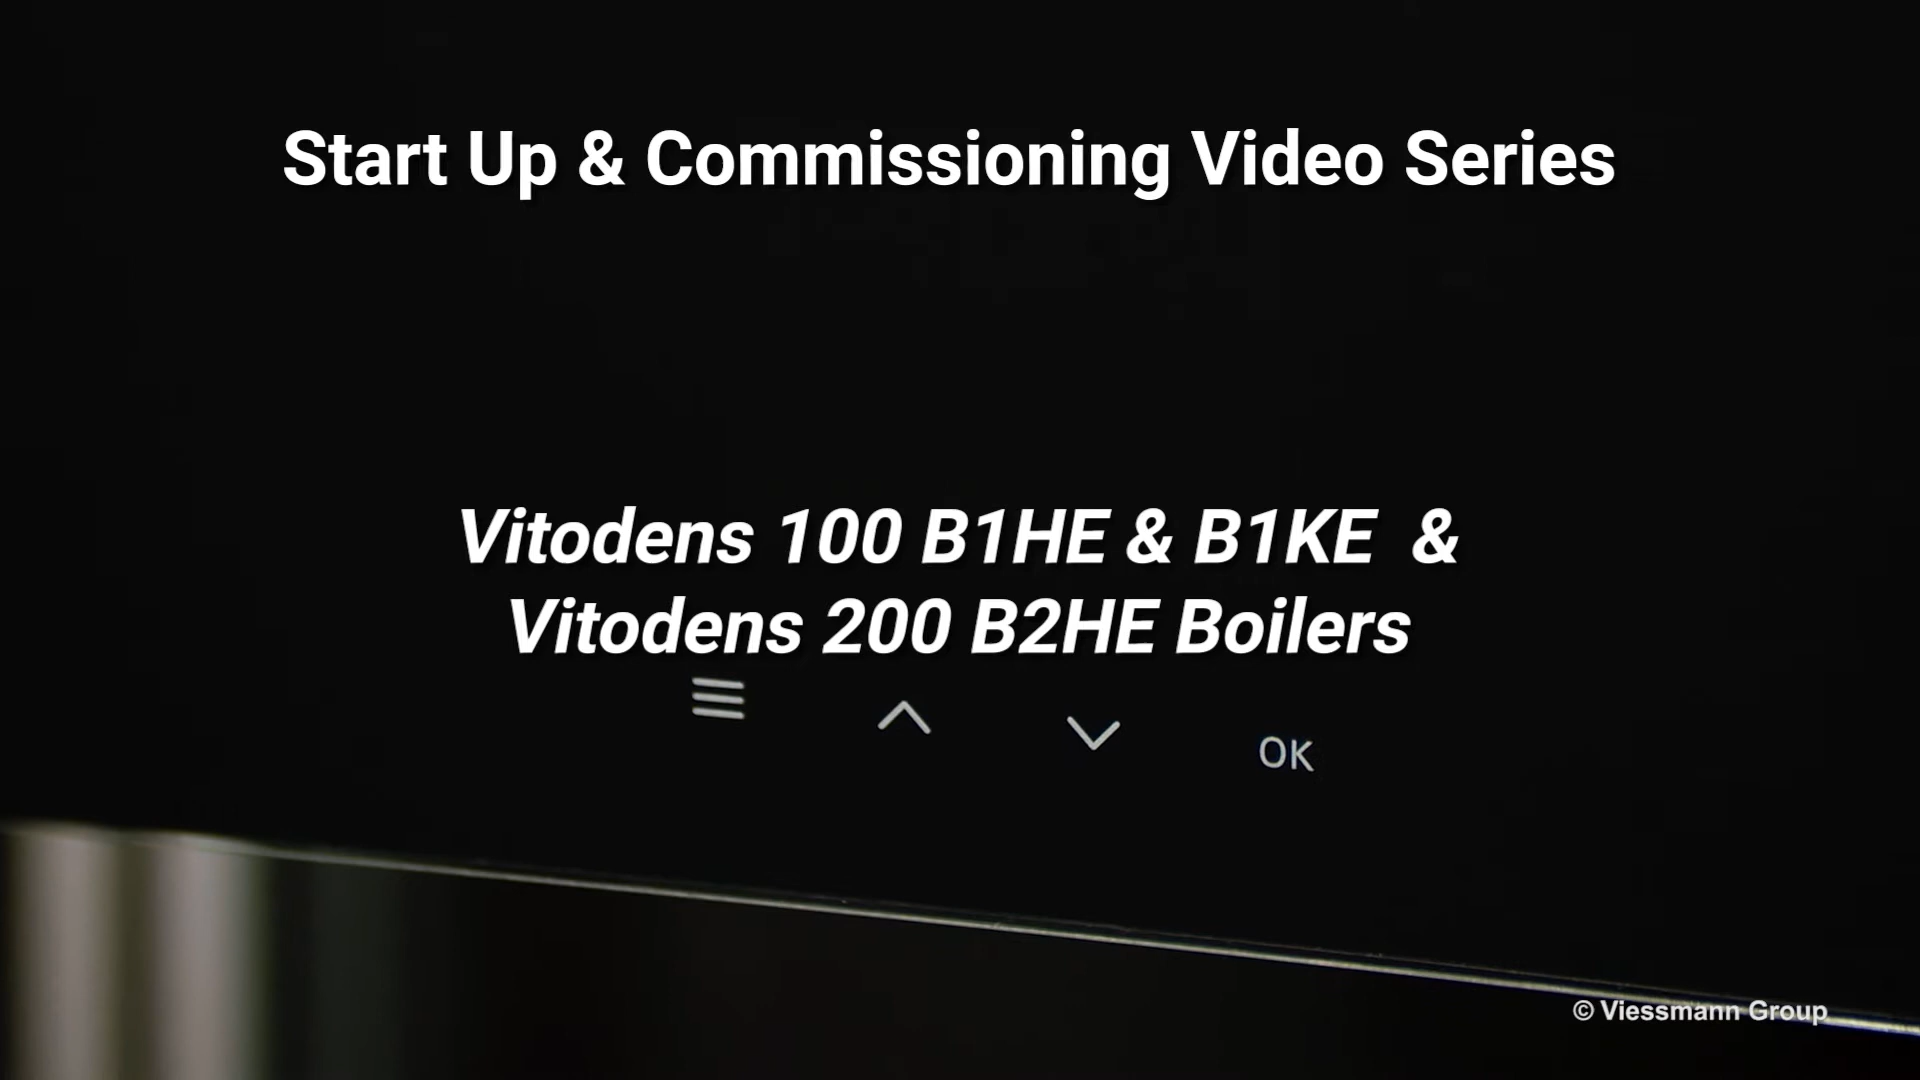 Start Up & Commissioning Video Series
Vitodens 100 B1HE & B1KE &
Vitodens 200 B2HE Boilers
OK
© Viessmann Group